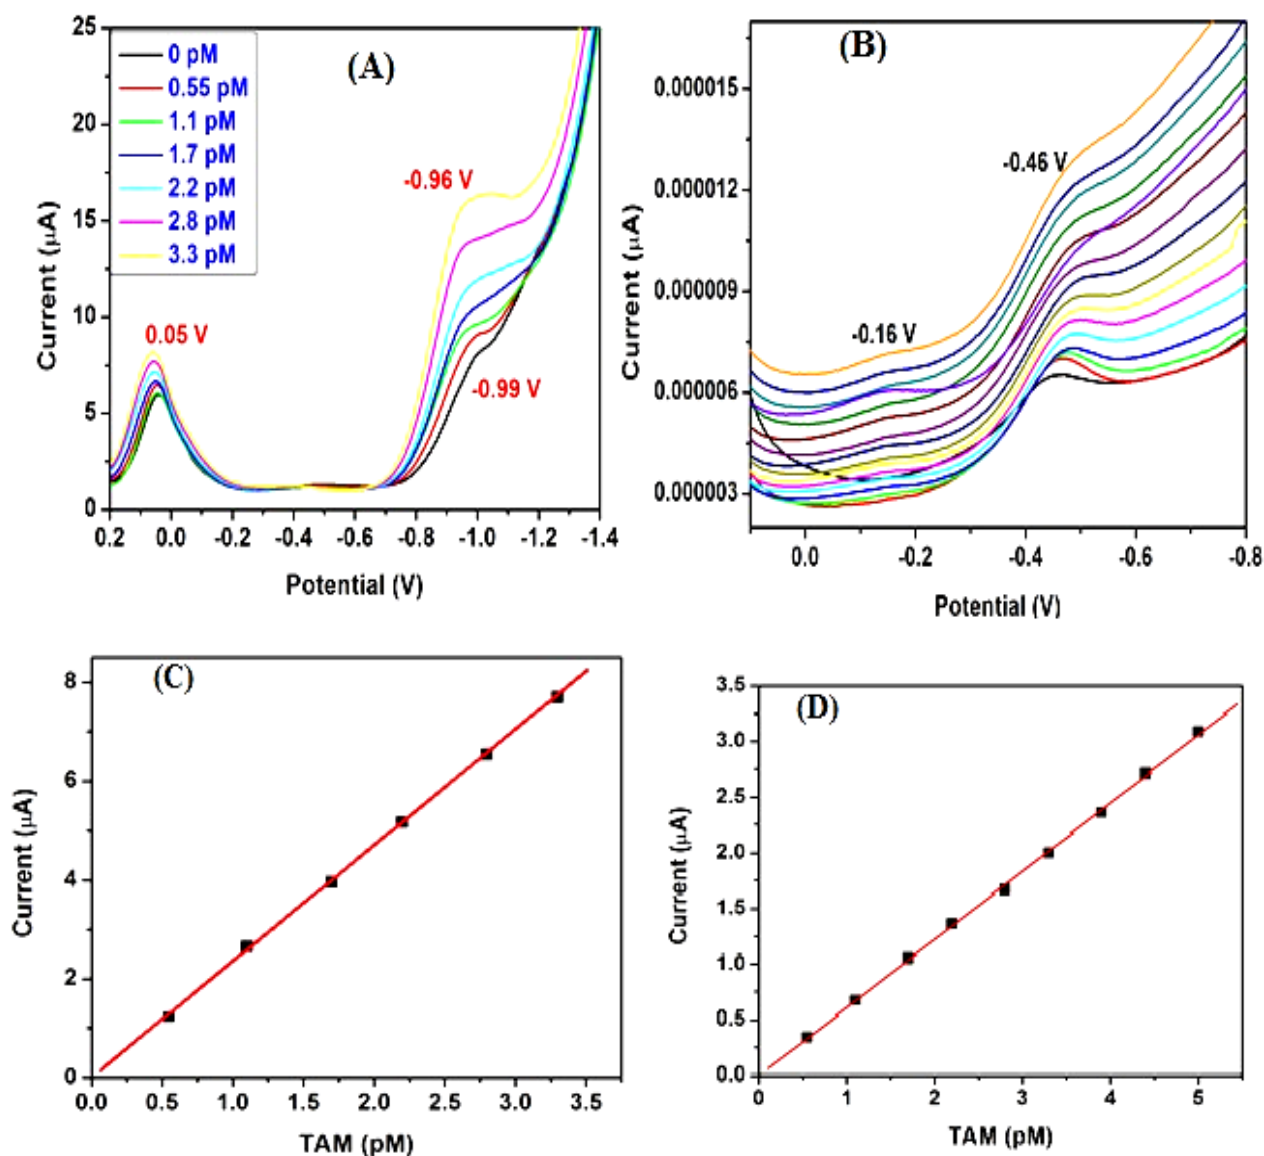 (A)
0 pM
0.55 pM
1.1 pM
1.7 pM
2.2 pM
2.8 pM
3.3 pM
0.05 V
-0.96 V
-0.99 V
25
20
15
10
5
0
Current (μA)
0.2 0.0 -0.2 -0.4 -0.6 -0.8 -1.0 -1.2 -1.4
Potential (V)
(B)
-0.46 V
-0.16 V
0.000015
0.000012
0.000009
0.000006
0.000003
Current (μA)
0.0 -0.2 -0.4 -0.6 -0.8
Potential (V)
(C)
8
6
4
2
0
Current (μA)
0.0 0.5 1.0 1.5 2.0 2.5 3.0 3.5
TAM (pM)
(D)
3.5
3.0
2.5
2.0
1.5
1.0
0.5
0.0
Current (μA)
0 1 2 3 4 5
TAM (pM)